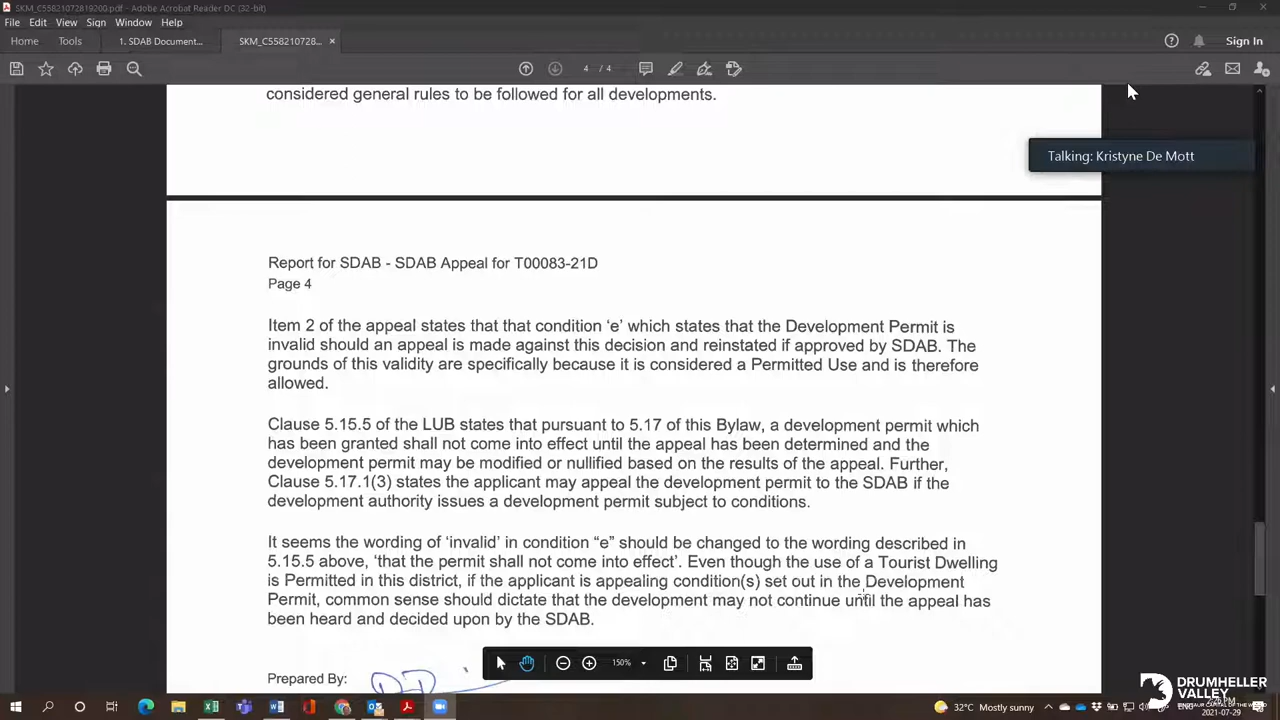 SKM_C55821072819200.pdf - Adobe Acrobat Reader DC (32-bit)
File Edit View Sign Window Help
Home Tools 1. SDAB Document... SKM_C558210728... × Sign In
4 / 4
considered general rules to be followed for all developments.
Talking: Kristyne De Mott
Report for SDAB - SDAB Appeal for T00083-21D
Page 4
Item 2 of the appeal states that that condition ‘e’ which states that the Development Permit is
invalid should an appeal is made against this decision and reinstated if approved by SDAB. The
grounds of this validity are specifically because it is considered a Permitted Use and is therefore
allowed.
Clause 5.15.5 of the LUB states that pursuant to 5.17 of this Bylaw, a development permit which
has been granted shall not come into effect until the appeal has been determined and the
development permit may be modified or nullified based on the results of the appeal. Further,
Clause 5.17.1(3) states the applicant may appeal the development permit to the SDAB if the
development authority issues a development permit subject to conditions.
It seems the wording of ‘invalid’ in condition “e” should be changed to the wording described in
5.15.5 above, ‘that the permit shall not come into effect’. Even though the use of a Tourist Dwelling
is Permitted in this district, if the applicant is appealing condition(s) set out in the Development
Permit, common sense should dictate that the development may not continue until the appeal has
been heard and decided upon by the SDAB.
150%
Prepared By:
DRUMHELLER
VALLEY
32°C Mostly sunny
ENG
2021-07-29